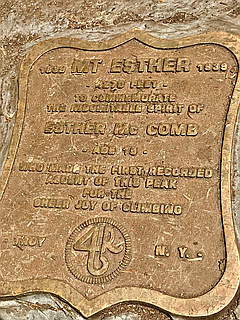 1839 MT ESTHER 1939
- 4270 FEET -
TO COMMEMORATE
THE INDOMITABLE SPIRIT OF
ESTHER MC COMB
- AGE 15 -
WHO MADE THE FIRST RECORDED
ASCENT OF THIS PEAK
FOR THE
SHEER JOY OF CLIMBING
46
N. Y.